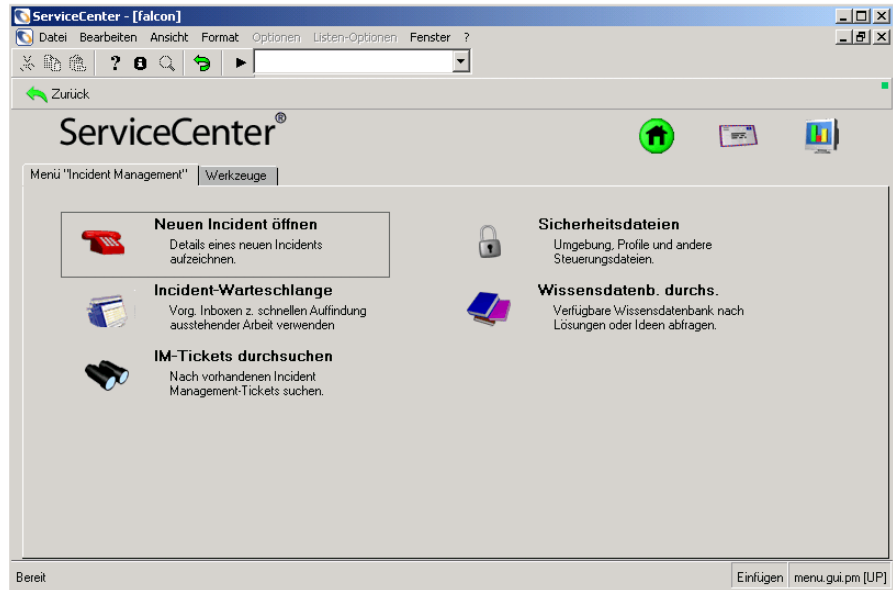 ServiceCenter - [falcon]
Datei Bearbeiten Ansicht Format Optionen Listen-Optionen Fenster ?
Zurück
ServiceCenter®
Menü "Incident Management" Werkzeuge
Neuen Incident öffnen
Details eines neuen Incidents
aufzeichnen.
Sicherheitsdateien
Umgebung, Profile und andere
Steuerungsdateien.
Incident-Warteschlange
Vorg. Inboxen z. schnellen Auffindung
ausstehender Arbeit verwenden
Wissensdatenb. durchs.
Verfügbare Wissensdatenbank nach
Lösungen oder Ideen abfragen.
IM-Tickets durchsuchen
Nach vorhandenen Incident
Management-Tickets suchen.
Bereit Einfügen menu.gui.pm [UP]